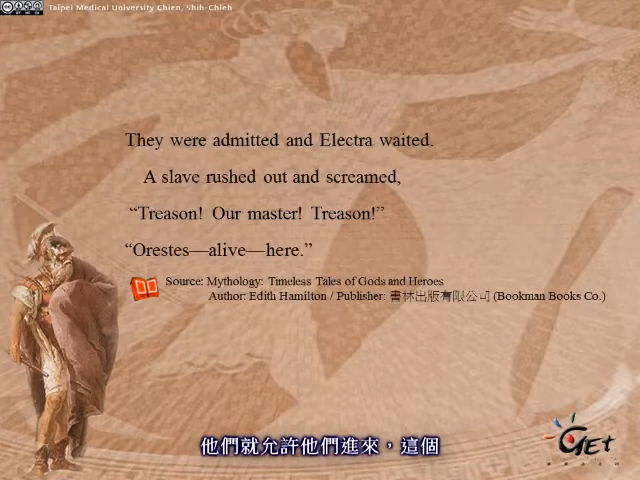 Taipei Medical University Chien, Shih-Chieh
They were admitted and Electra waited.
A slave rushed out and screamed,
“Treason! Our master! Treason!”
“Orestes—alive—here.”
Source: Mythology: Timeless Tales of Gods and Heroes
Author: Edith Hamilton / Publisher: 書林出版有限公司 (Bookman Books Co.)
他們就允許他們進來，這個
GET